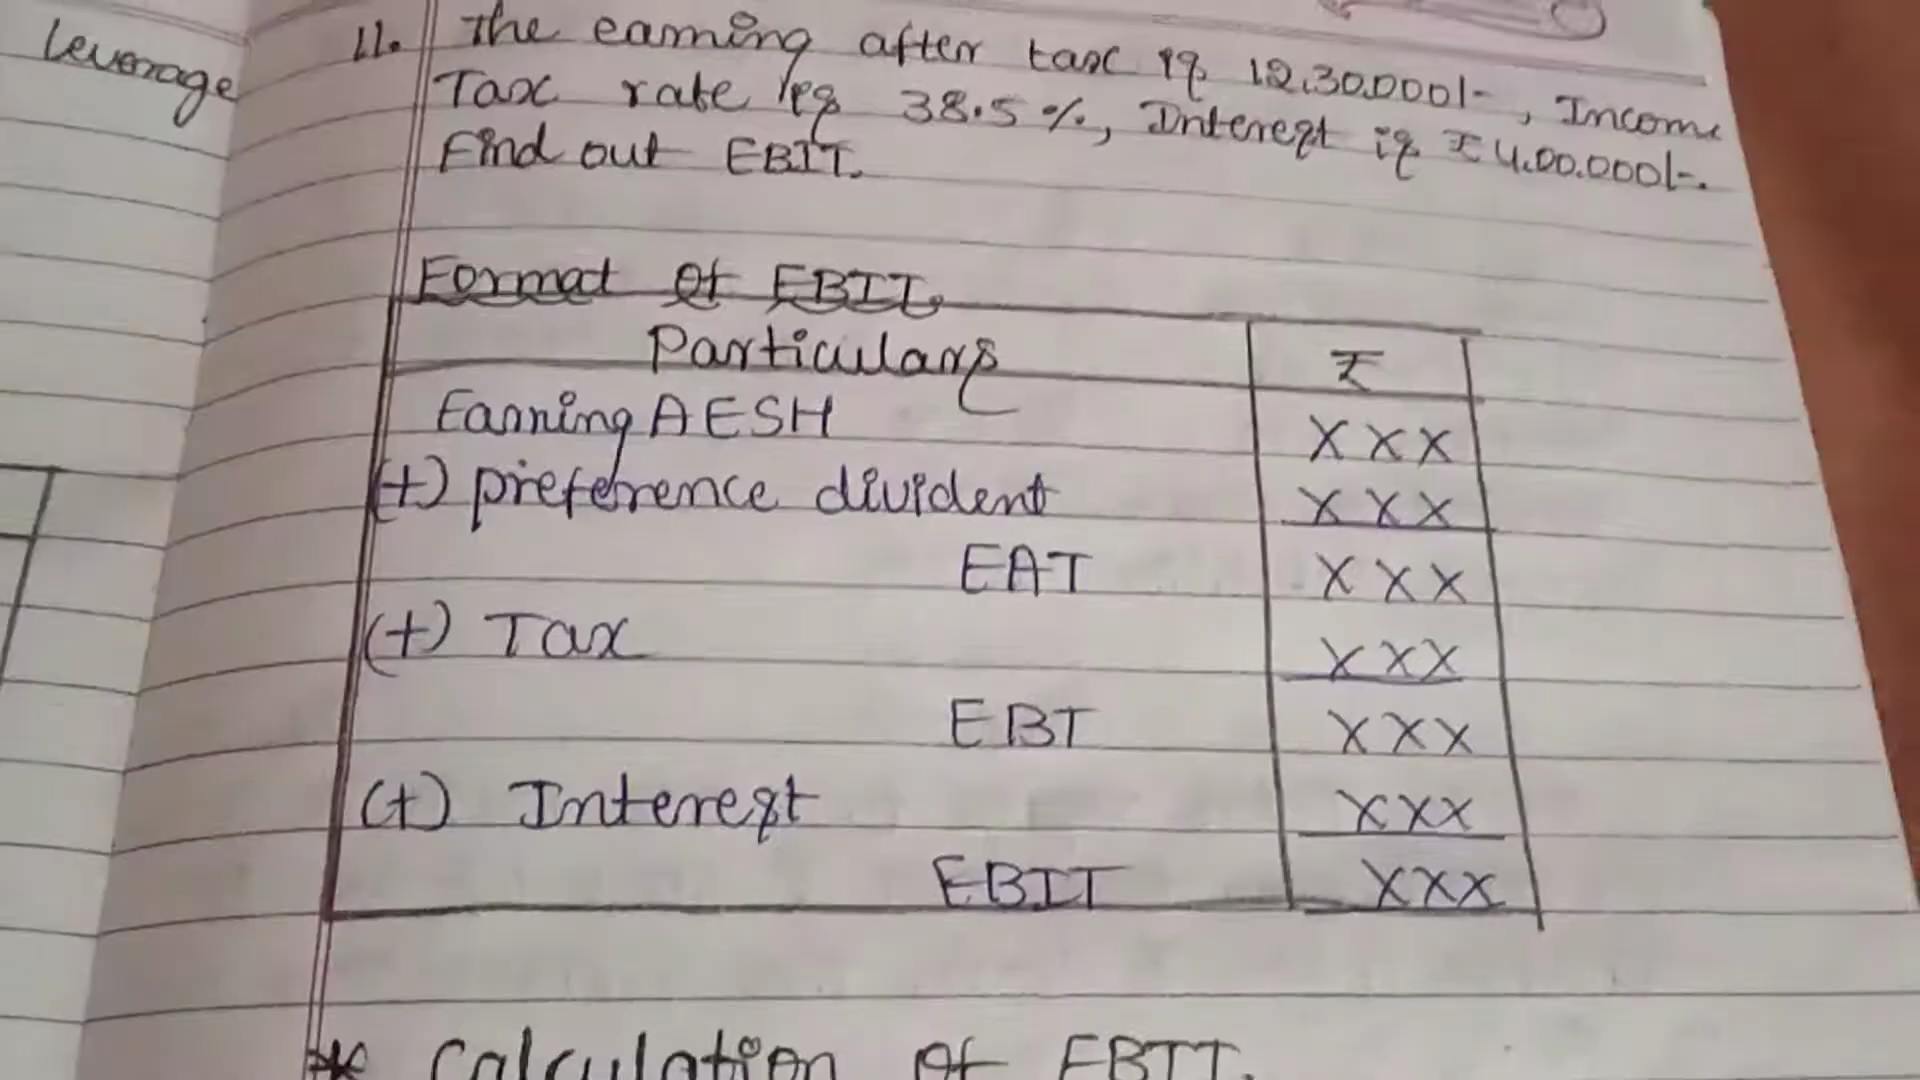 Leverage
11. The earning after tax is 12,30,000/-, Income
Tax rate is 38.5%, Interest is ₹4,00,000/-.
Find out EBIT.
Format of EBIT.
Particulars ₹
Earning AESH XXX
(+) preference divident XXX
EAT XXX
(+) Tax XXX
EBT XXX
(+) Interest XXX
EBIT XXX
* Calculation of EBIT.